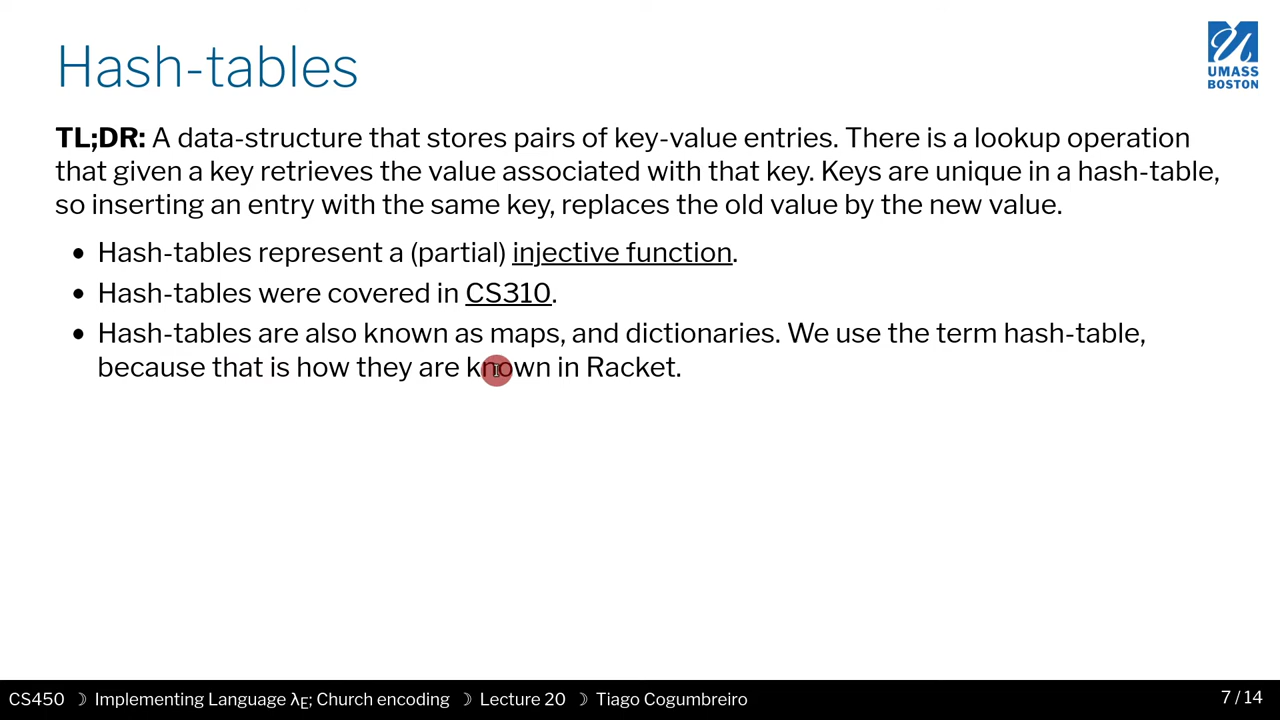 Hash-tables
UMASS
BOSTON
TL;DR: A data-structure that stores pairs of key-value entries. There is a lookup operation
that given a key retrieves the value associated with that key. Keys are unique in a hash-table,
so inserting an entry with the same key, replaces the old value by the new value.
• Hash-tables represent a (partial) injective function.
• Hash-tables were covered in CS310.
• Hash-tables are also known as maps, and dictionaries. We use the term hash-table,
because that is how they are known in Racket.
CS450 ☽ Implementing Language λE; Church encoding ☽ Lecture 20 ☽ Tiago Cogumbreiro
7 / 14